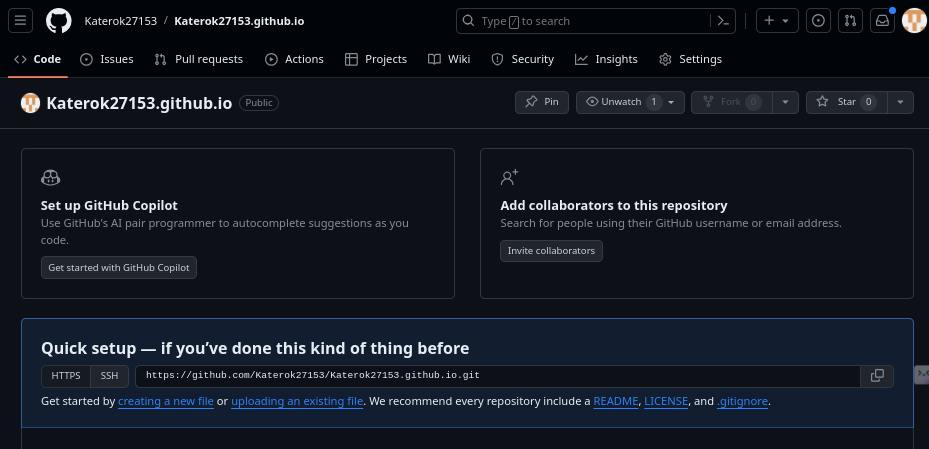 Katerok27153 / Katerok27153.github.io
Type / to search
Code Issues Pull requests Actions Projects Wiki Security Insights Settings
Katerok27153.github.io Public
Pin Unwatch 1 Fork 0 Star 0
Set up GitHub Copilot
Use GitHub's AI pair programmer to autocomplete suggestions as you
code.
Get started with GitHub Copilot
Add collaborators to this repository
Search for people using their GitHub username or email address.
Invite collaborators
Quick setup — if you’ve done this kind of thing before
HTTPS SSH https://github.com/Katerok27153/Katerok27153.github.io.git
Get started by creating a new file or uploading an existing file. We recommend every repository include a README, LICENSE, and .gitignore.